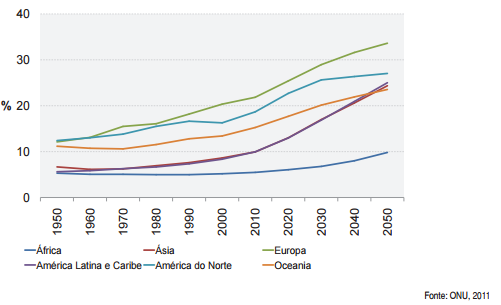 40
30
%
20
10
0
1950 1960 1970 1980 1990 2000 2010 2020 2030 2040 2050
África Ásia Europa
América Latina e Caribe América do Norte Oceania
Fonte: ONU, 2011